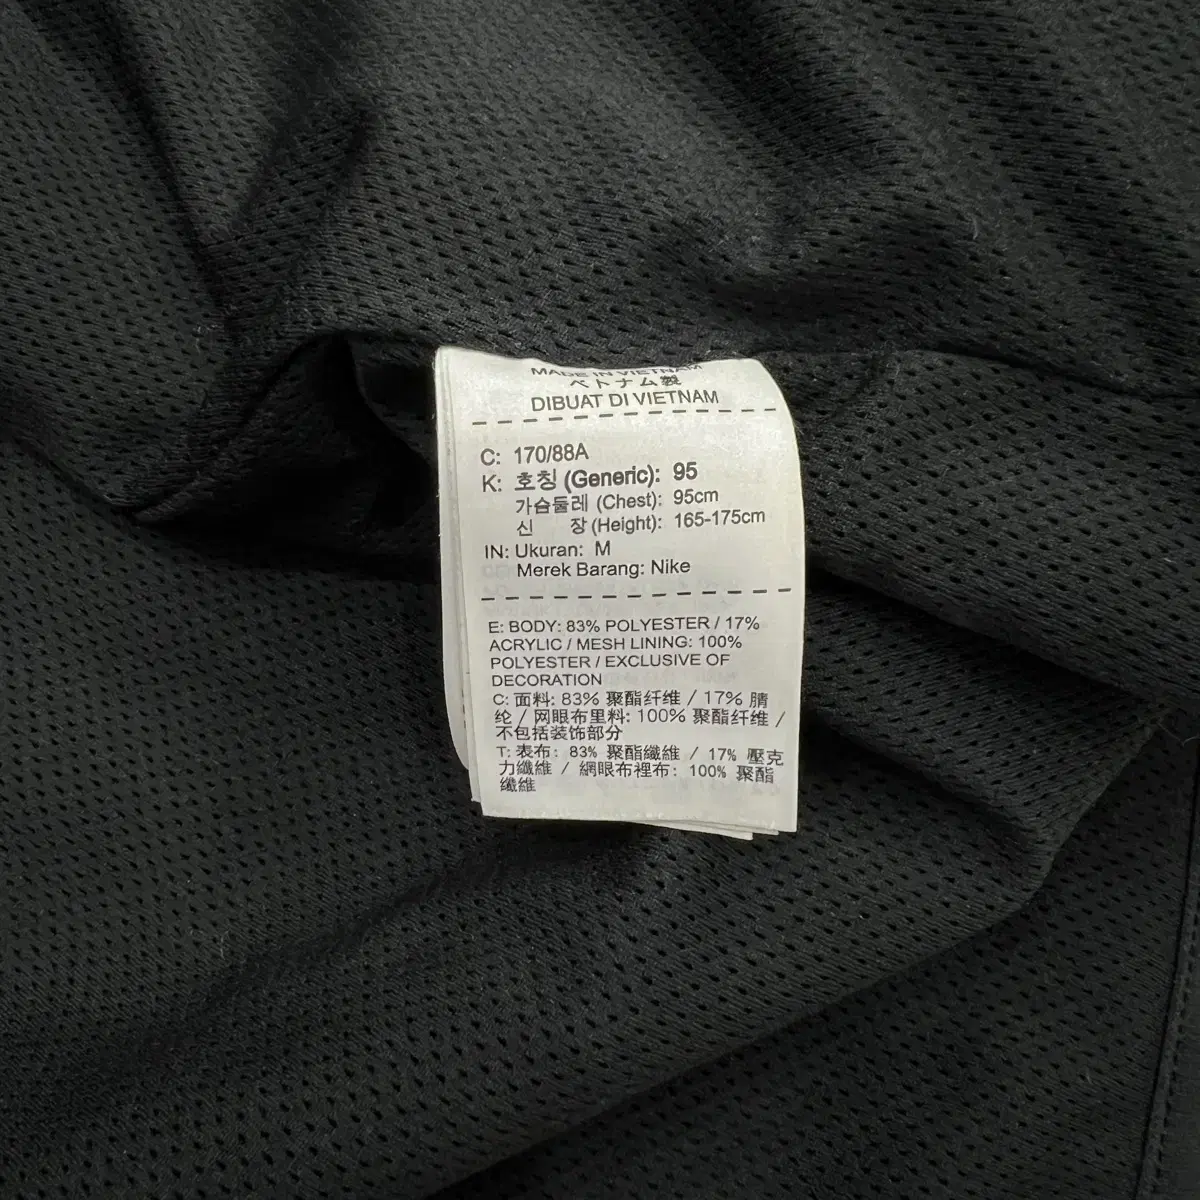 MADE IN VIETNAM
ベトナム製
DIBUAT DI VIETNAM
C: 170/88A
K: 호칭 (Generic): 95
가슴둘레 (Chest): 95cm
신 장 (Height): 165-175cm
IN: Ukuran: M
Merek Barang: Nike
E: BODY: 83% POLYESTER / 17%
ACRYLIC / MESH LINING: 100%
POLYESTER / EXCLUSIVE OF
DECORATION
C: 面料: 83% 聚酯纤维 / 17% 腈
纶 / 网眼布里料: 100% 聚酯纤维 /
不包括装饰部分
T: 表布: 83% 聚酯纖維 / 17% 壓克
力纖維 / 網眼布裡布: 100% 聚酯
纖維